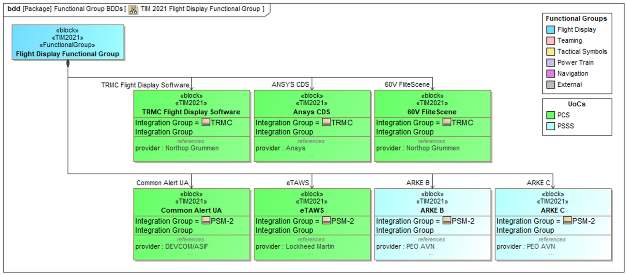 bdd [Package] Functional Group BDDs [ TIM 2021 Flight Display Functional Group ]
«block»
«TIM2021»
«FunctionalGroup»
Flight Display Functional Group
Functional Groups
Flight Display
Teaming
Tactical Symbols
Power Train
Navigation
External
UoCs
PCS
PSSS
TRMC Flight Display Software
ANSYS CDS
60V FliteScene
«block»
«TIM2021»
TRMC Flight Display Software
Integration Group = TRMC
Integration Group
references
provider : Northop Grummen
«block»
«TIM2021»
Ansys CDS
Integration Group = TRMC
Integration Group
references
provider : Ansys
«block»
«TIM2021»
60V FliteScene
Integration Group = TRMC
Integration Group
references
provider : Northop Grummen
Common Alert UA
eTAWS
ARKE B
ARKE C
«block»
«TIM2021»
Common Alert UA
Integration Group = PSM-2
Integration Group
references
provider : DEVCOM/ASIF
...
«block»
«TIM2021»
eTAWS
Integration Group = PSM-2
Integration Group
references
provider : Lockheed Martin
...
«block»
«TIM2021»
ARKE B
Integration Group = PSM-2
Integration Group
references
provider : PEO AVN
...
«block»
«TIM2021»
ARKE C
Integration Group = PSM-2
Integration Group
references
provider : PEO AVN
...